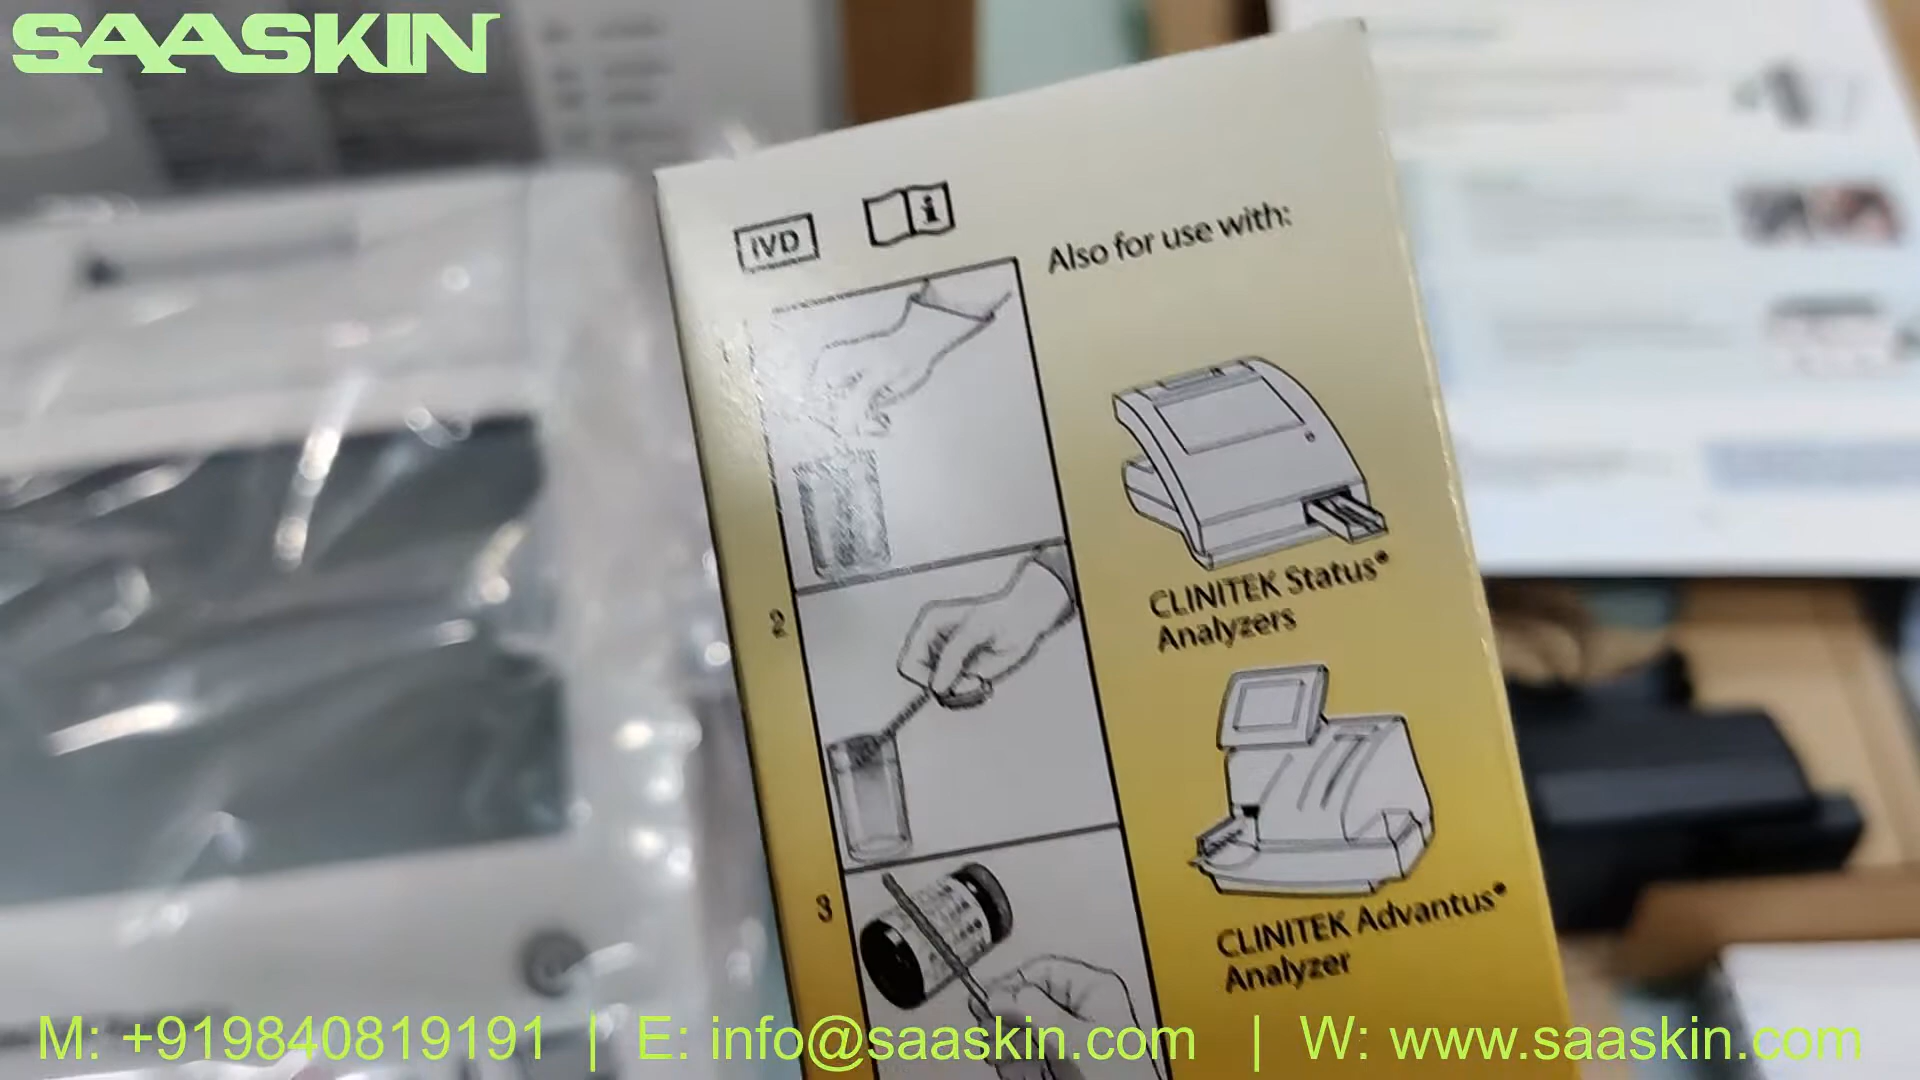 SAASKIN
IVD
i
Also for use with:
CLINITEK Status®
Analyzers
2
3
CLINITEK Advantus®
Analyzer
M: +919840819191 | E: info@saaskin.com | W: www.saaskin.com